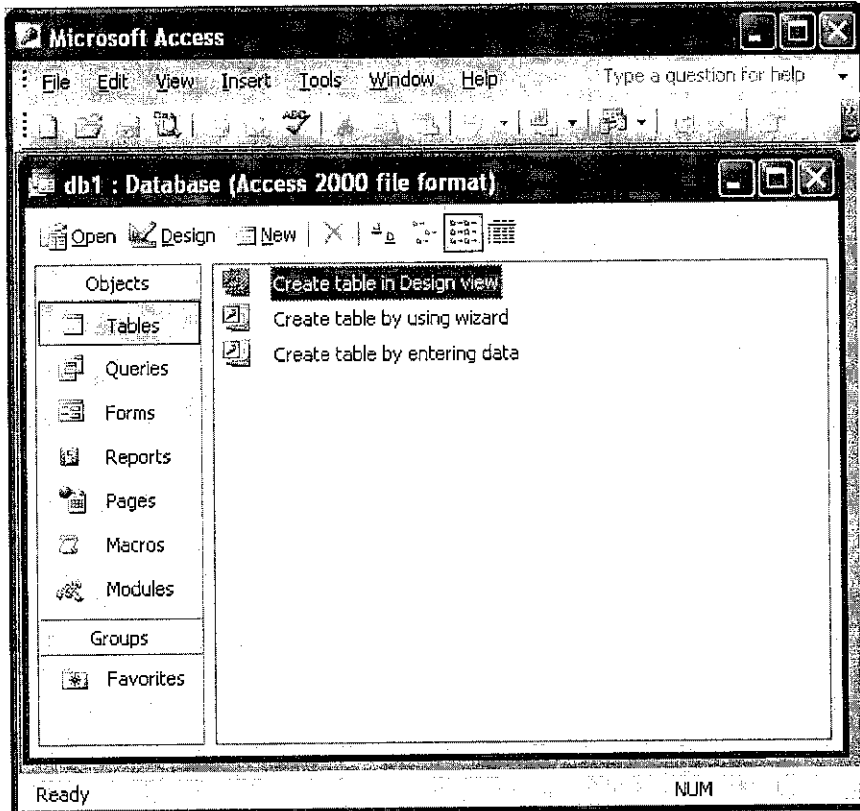 Microsoft Access
File Edit View Insert Tools Window Help Type a question for help
ABC
db1 : Database (Access 2000 file format)
Open Design New
Objects
Tables
Queries
Forms
Reports
Pages
Macros
Modules
Groups
Favorites
Create table in Design view
Create table by using wizard
Create table by entering data
Ready NUM